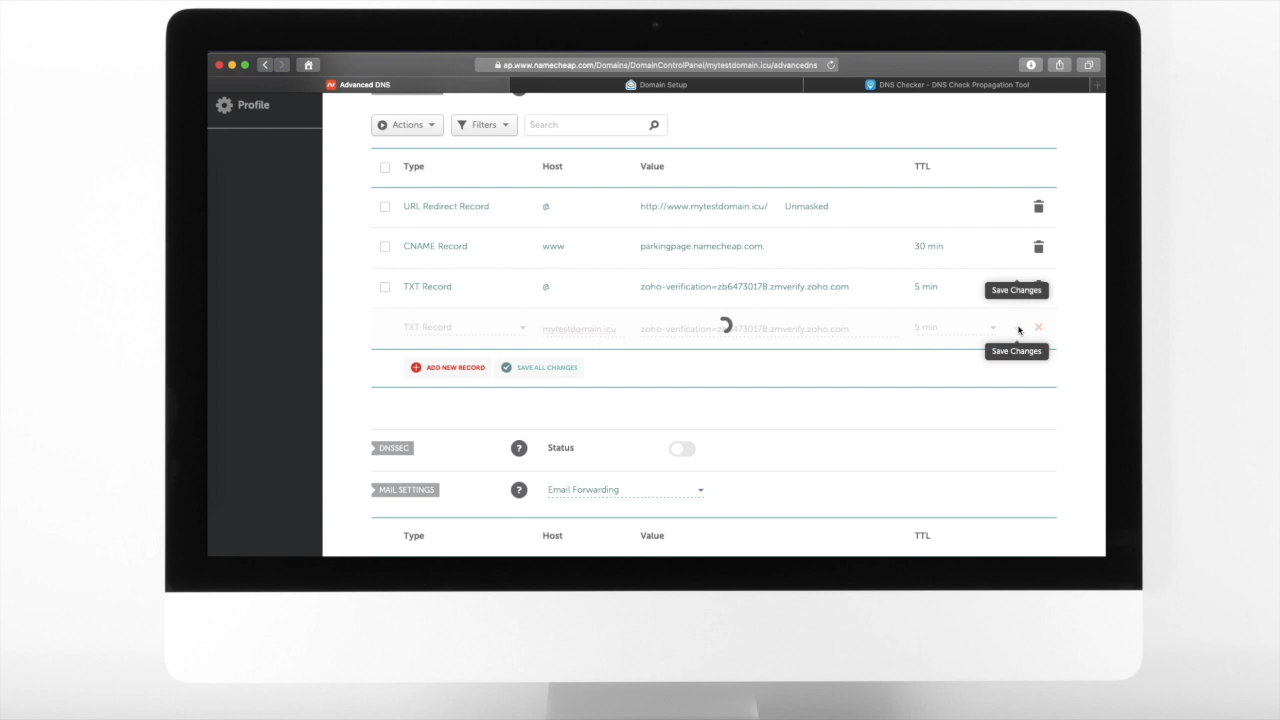 ap.www.namecheap.com/Domains/DomainControlPanel/mytestdomain.icu/advancedns
Advanced DNS
Domain Setup
DNS Checker - DNS Check Propagation Tool
Profile
Actions
Filters
Search
Type Host Value TTL
URL Redirect Record @ http://www.mytestdomain.icu/ Unmasked
CNAME Record www parkingpage.namecheap.com. 30 min
TXT Record @ zoho-verification=zb64730178.zmverify.zoho.com 5 min
Save Changes
TXT Record mytestdomain.icu zoho-verification= 4730178.zmverify.zoho.com 5 min
Save Changes
ADD NEW RECORD SAVE ALL CHANGES
DNSSEC ? Status
MAIL SETTINGS ? Email Forwarding
Type Host Value TTL